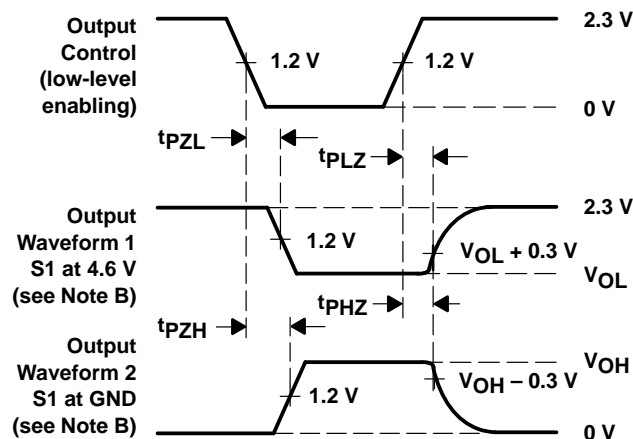 Output
Control
(low-level
enabling)
2.3 V
1.2 V
1.2 V
0 V
tPZL
tPLZ
Output
Waveform 1
S1 at 4.6 V
(see Note B)
2.3 V
1.2 V
VOL + 0.3 V
VOL
tPHZ
tPZH
Output
Waveform 2
S1 at GND
(see Note B)
VOH
1.2 V
VOH − 0.3 V
0 V